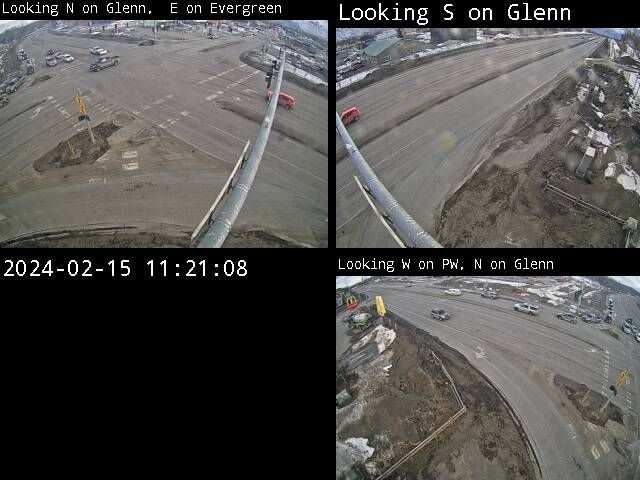 Looking N on Glenn,  E on Evergreen
Looking S on Glenn
2024-02-15 11:21:08
Looking W on PW, N on Glenn